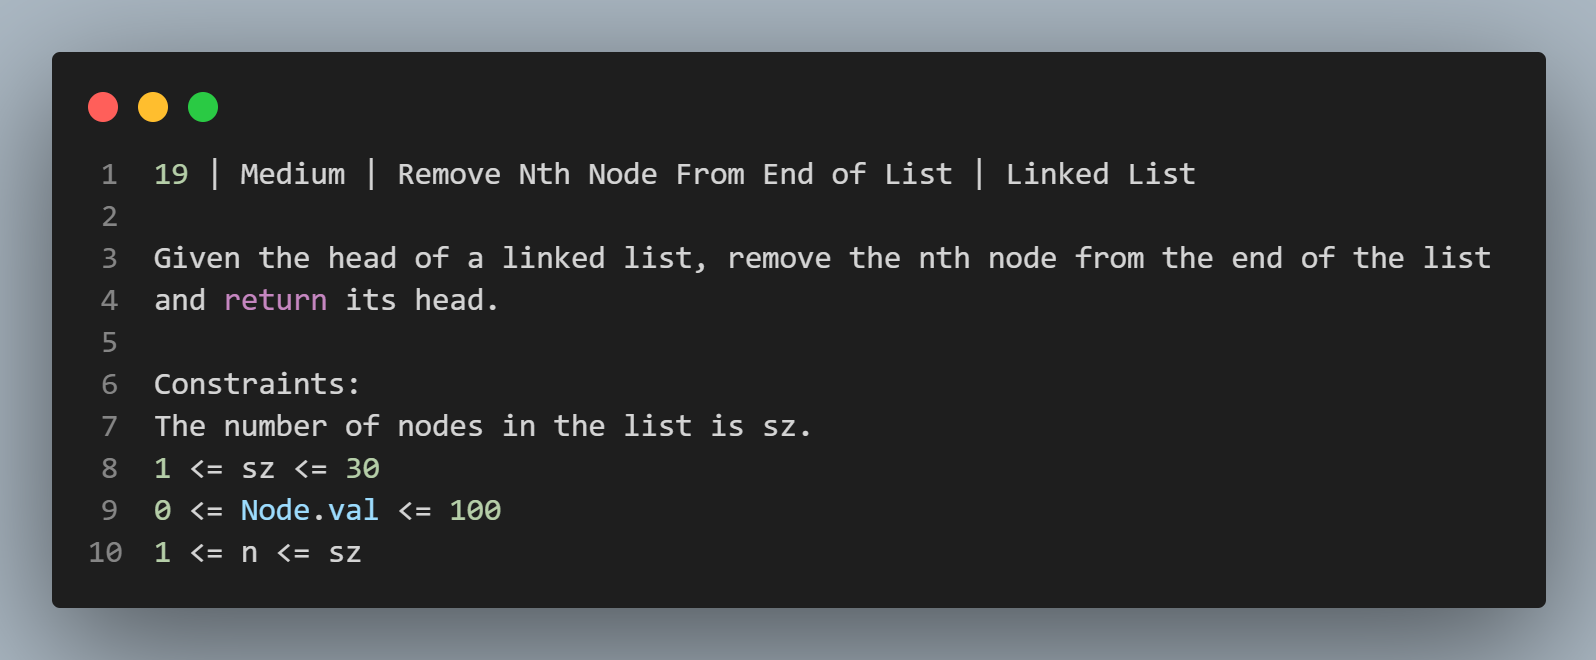 1 19 | Medium | Remove Nth Node From End of List | Linked List
2
3 Given the head of a linked list, remove the nth node from the end of the list
4 and return its head.
5
6 Constraints:
7 The number of nodes in the list is sz.
8 1 <= sz <= 30
9 0 <= Node.val <= 100
10 1 <= n <= sz